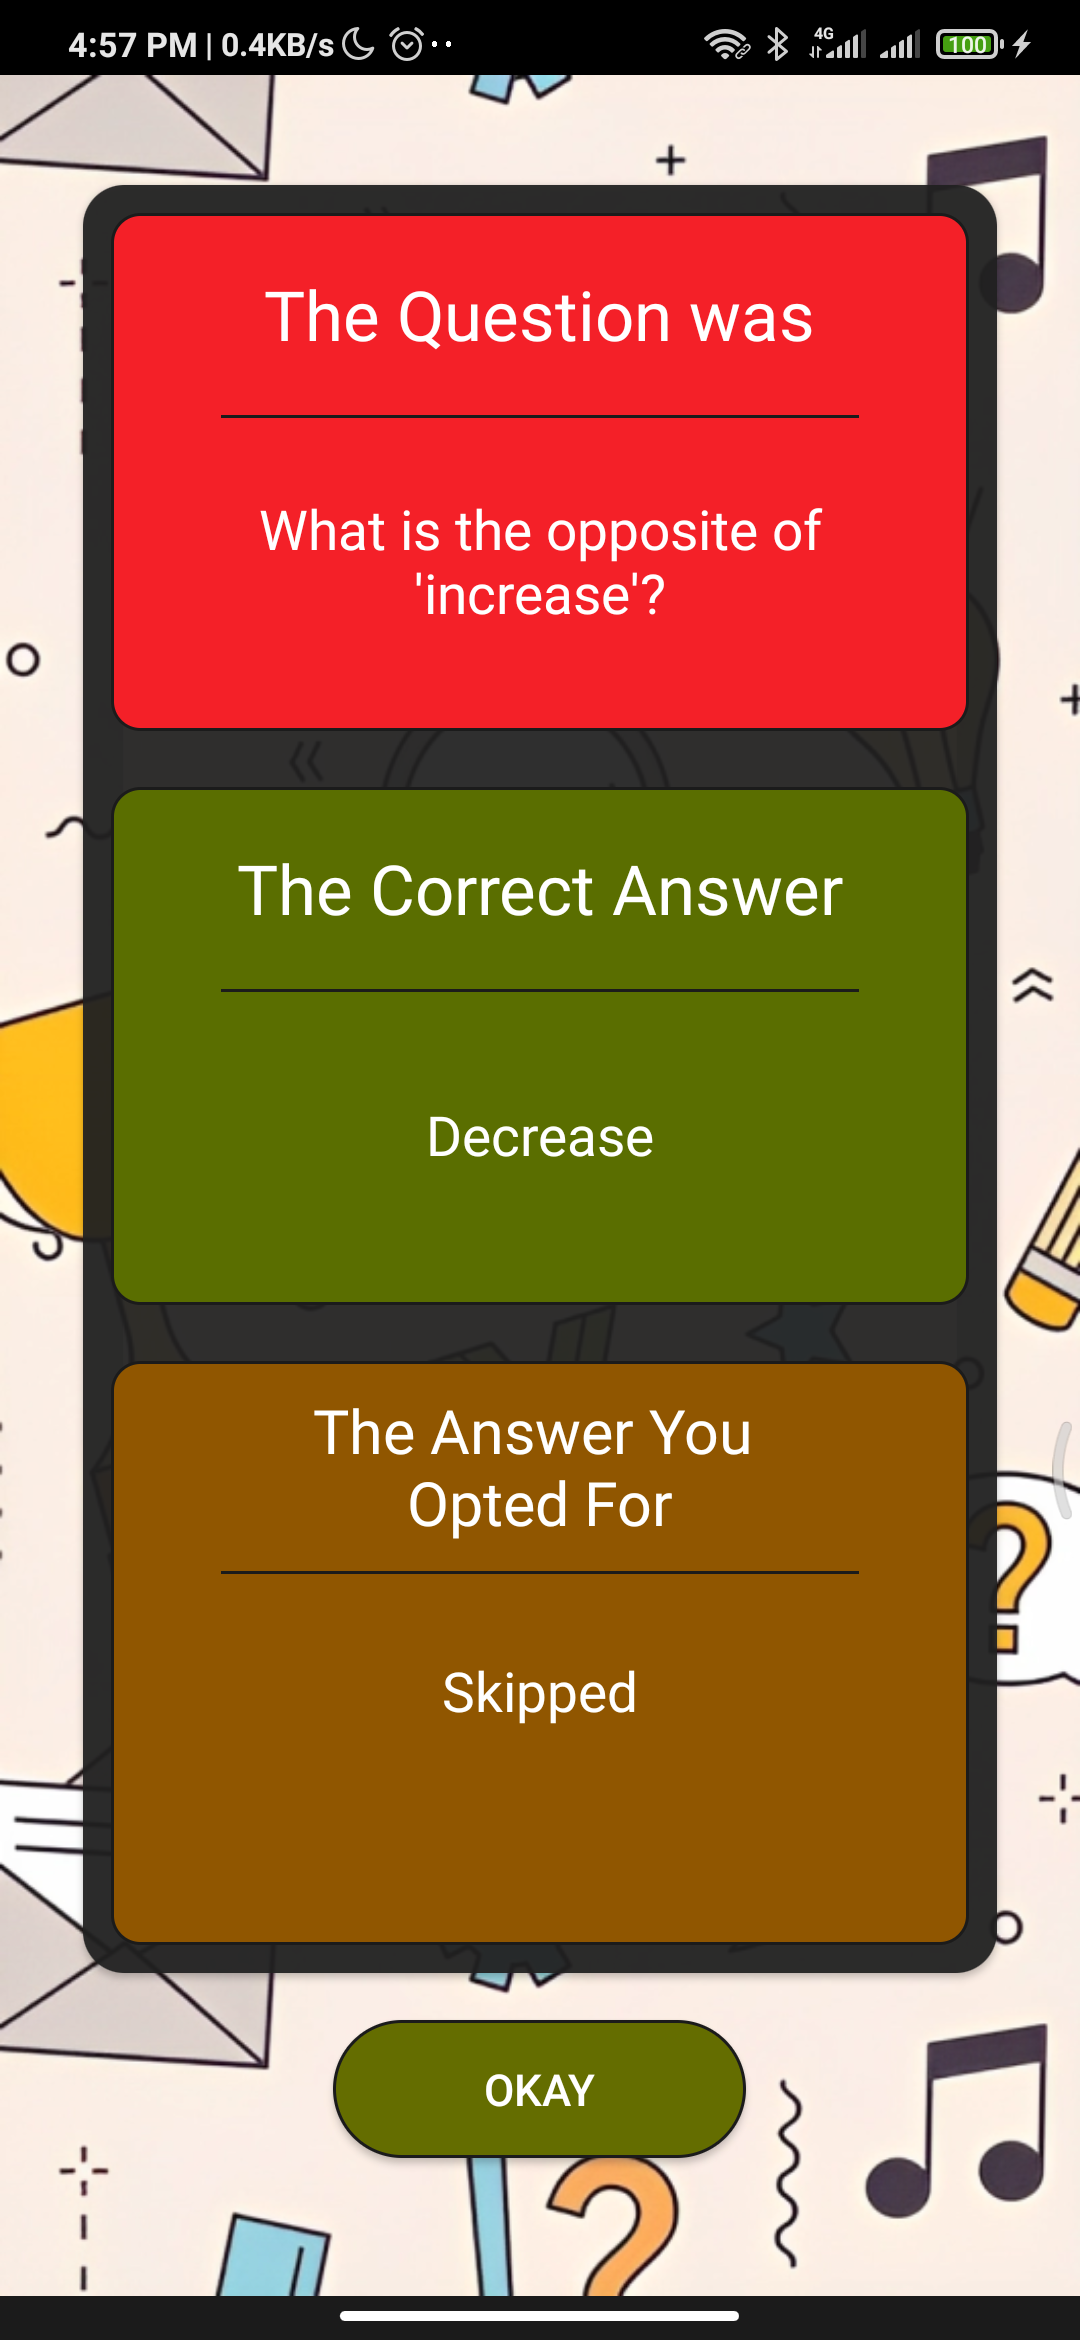 4:57 PM | 0.4KB/s
4G
100
The Question was
What is the opposite of
'increase'?
The Correct Answer
Decrease
The Answer You
Opted For
Skipped
OKAY